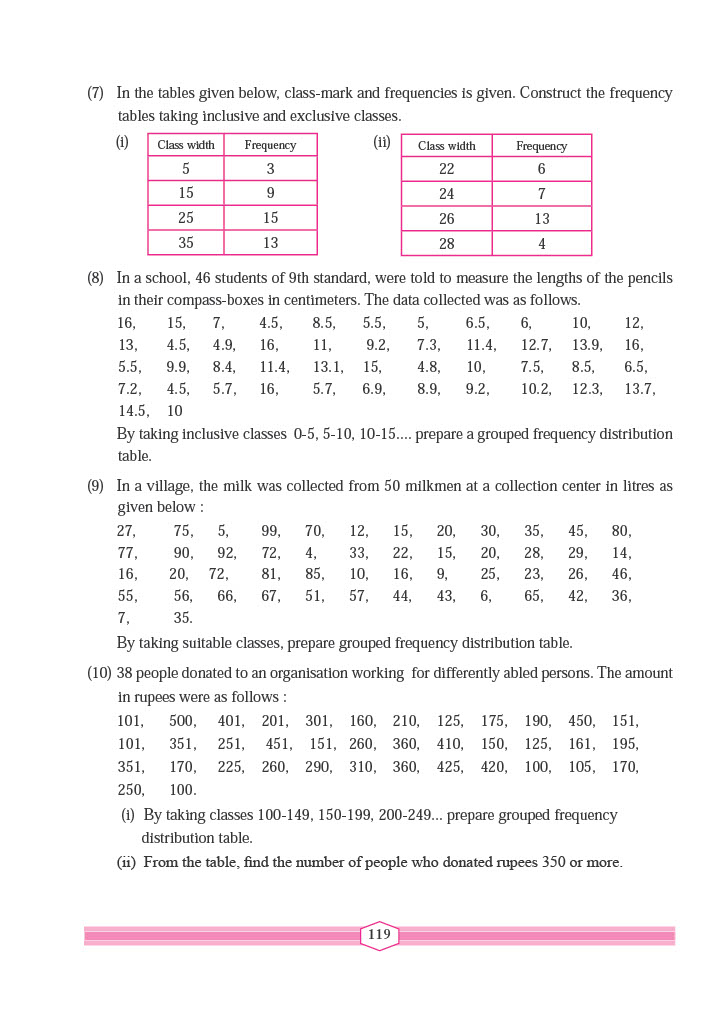 (7) In the tables given below, class-mark and frequencies is given. Construct the frequency
tables taking inclusive and exclusive classes.
(i) (ii)
Class width Frequency Class width Frequency
5 3 22 6
15 9 24 7
25 15 26 13
35 13 28 4
(8) In a school, 46 students of 9th standard, were told to measure the lengths of the pencils
in their compass-boxes in centimeters. The data collected was as follows.
16, 15, 7, 4.5, 8.5, 5.5, 5, 6.5, 6, 10, 12,
13, 4.5, 4.9, 16, 11, 9.2, 7.3, 11.4, 12.7, 13.9, 16,
5.5, 9.9, 8.4, 11.4, 13.1, 15, 4.8, 10, 7.5, 8.5, 6.5,
7.2, 4.5, 5.7, 16, 5.7, 6.9, 8.9, 9.2, 10.2, 12.3, 13.7,
14.5, 10
By taking inclusive classes 0-5, 5-10, 10-15.... prepare a grouped frequency distribution
table.
(9) In a village, the milk was collected from 50 milkmen at a collection center in litres as
given below :
27, 75, 5, 99, 70, 12, 15, 20, 30, 35, 45, 80,
77, 90, 92, 72, 4, 33, 22, 15, 20, 28, 29, 14,
16, 20, 72, 81, 85, 10, 16, 9, 25, 23, 26, 46,
55, 56, 66, 67, 51, 57, 44, 43, 6, 65, 42, 36,
7, 35.
By taking suitable classes, prepare grouped frequency distribution table.
(10) 38 people donated to an organisation working for differently abled persons. The amount
in rupees were as follows :
101, 500, 401, 201, 301, 160, 210, 125, 175, 190, 450, 151,
101, 351, 251, 451, 151, 260, 360, 410, 150, 125, 161, 195,
351, 170, 225, 260, 290, 310, 360, 425, 420, 100, 105, 170,
250, 100.
(i) By taking classes 100-149, 150-199, 200-249... prepare grouped frequency
distribution table.
(ii) From the table, find the number of people who donated rupees 350 or more.
119